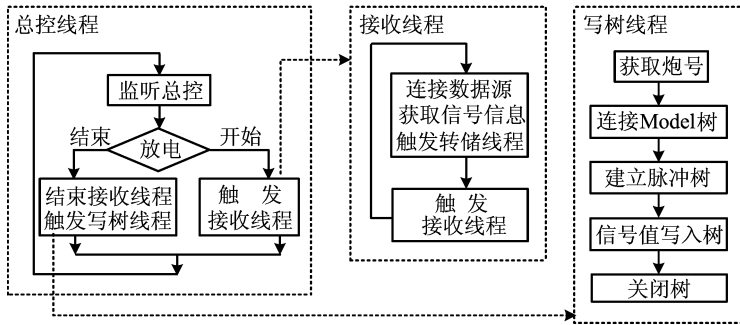 总控线程
监听总控
放电
结束
开始
结束接收线程
触发写树线程
触 发
接收线程
接收线程
连接数据源
获取信号信息
触发转储线程
触 发
接收线程
写树线程
获取炮号
连接Model树
建立脉冲树
信号值写入树
关闭树